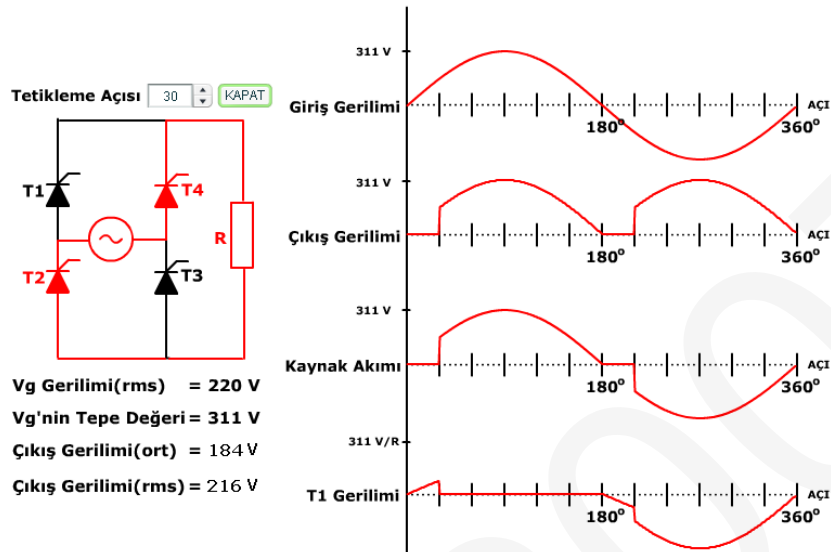 Tetikleme Açısı 30 KAPAT
T1
T4
R
T2
T3
Vg Gerilimi(rms) = 220 V
Vg'nin Tepe Değeri = 311 V
Çıkış Gerilimi(ort) = 184 V
Çıkış Gerilimi(rms) = 216 V
311 V
Giriş Gerilimi
180°
AÇI
360°
311 V
Çıkış Gerilimi
180°
AÇI
360°
311 V
Kaynak Akımı
180°
AÇI
360°
311 V/R
T1 Gerilimi
180°
AÇI
360°